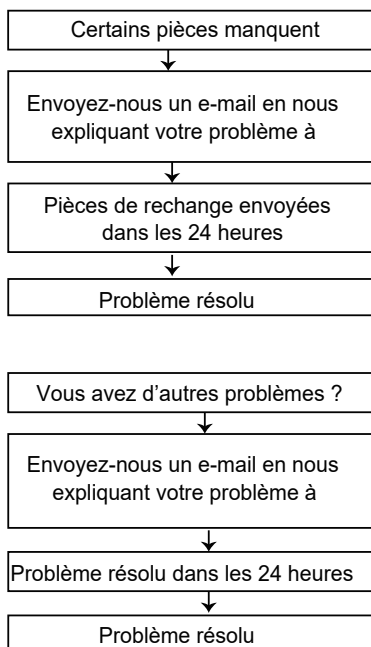 Certains pièces manquent
Envoyez-nous un e-mail en nous
expliquant votre problème à
Pièces de rechange envoyées
dans les 24 heures
Problème résolu
Vous avez d’autres problèmes ?
Envoyez-nous un e-mail en nous
expliquant votre problème à
Problème résolu dans les 24 heures
Problème résolu